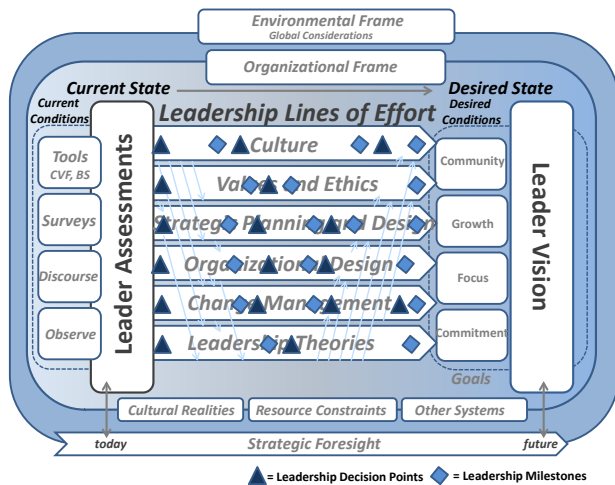 Environmental Frame
Global Considerations
Organizational Frame
Current State
Desired State
Current
Conditions
Leadership Lines of Effort
Desired
Conditions
Tools
CVF, BS
Surveys
Discourse
Observe
Leader Assessments
Culture
Values and Ethics
Strategic Planning and Design
Organizational Design
Change Management
Leadership Theories
Community
Growth
Focus
Commitment
Goals
Leader Vision
Cultural Realities
Resource Constraints
Other Systems
today
Strategic Foresight
future
= Leadership Decision Points
= Leadership Milestones